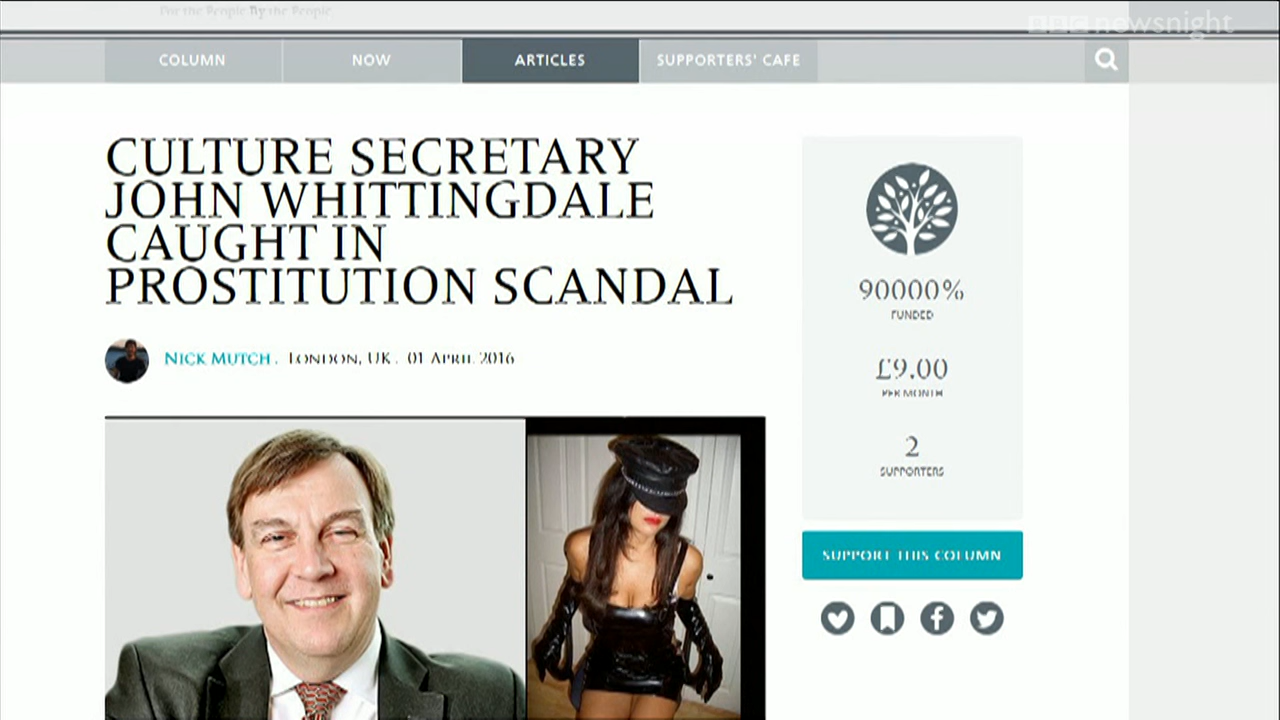 For the People By the People
BBC newsnight
COLUMN
NOW
ARTICLES
SUPPORTERS' CAFE
CULTURE SECRETARY
JOHN WHITTINGDALE
CAUGHT IN
PROSTITUTION SCANDAL
NICK MUTCH . LONDON, UK . 01 APRIL 2016
90000%
FUNDED
£9.00
PER MONTH
2
SUPPORTERS
SUPPORT THIS COLUMN